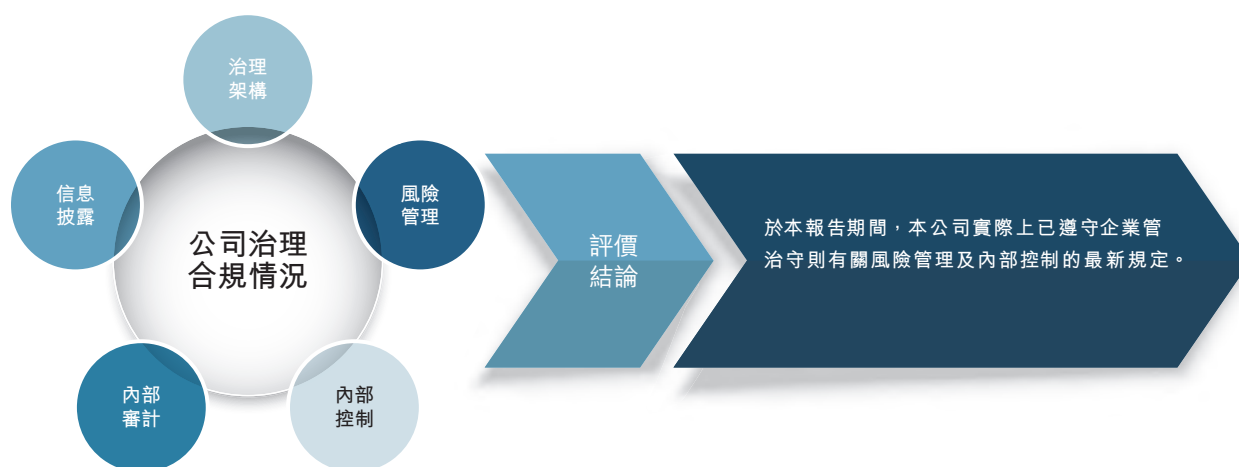 治理
架構
信息
披露
風險
管理
公司治理
合規情況
內部
審計
內部
控制
評價
結論
於本報告期間，本公司實際上已遵守企業管
治守則有關風險管理及內部控制的最新規定。